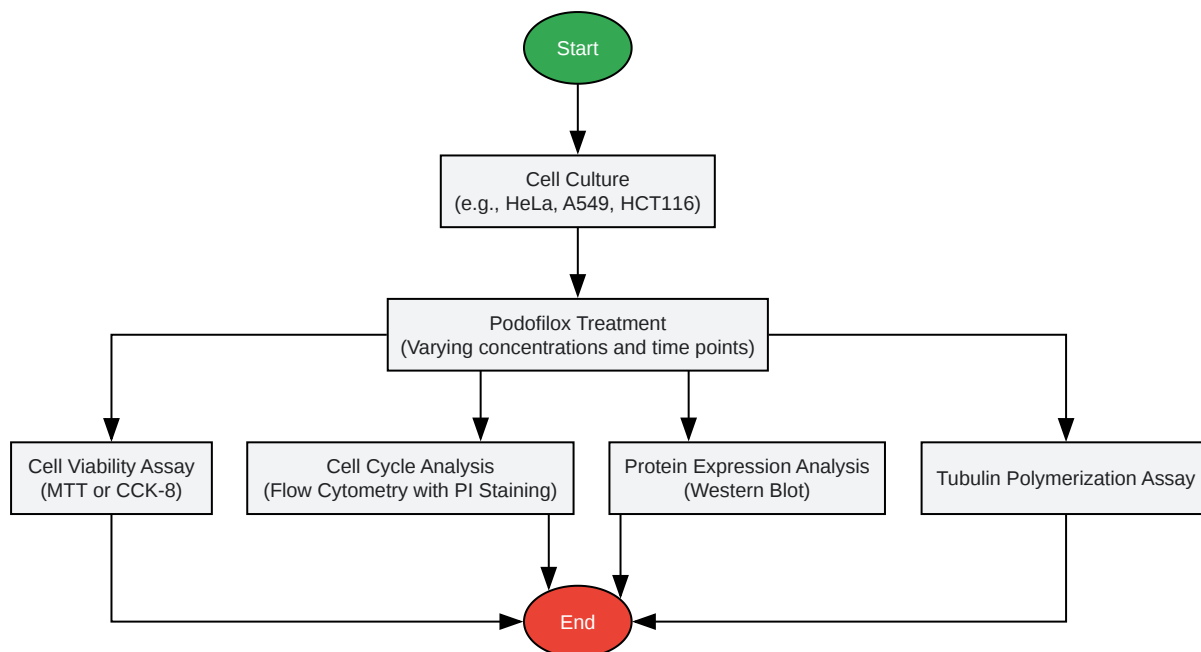 Start
Cell Culture
(e.g., HeLa, A549, HCT116)
Podofilox Treatment
(Varying concentrations and time points)
Cell Viability Assay
(MTT or CCK-8)
Cell Cycle Analysis
(Flow Cytometry with PI Staining)
Protein Expression Analysis
(Western Blot)
Tubulin Polymerization Assay
End